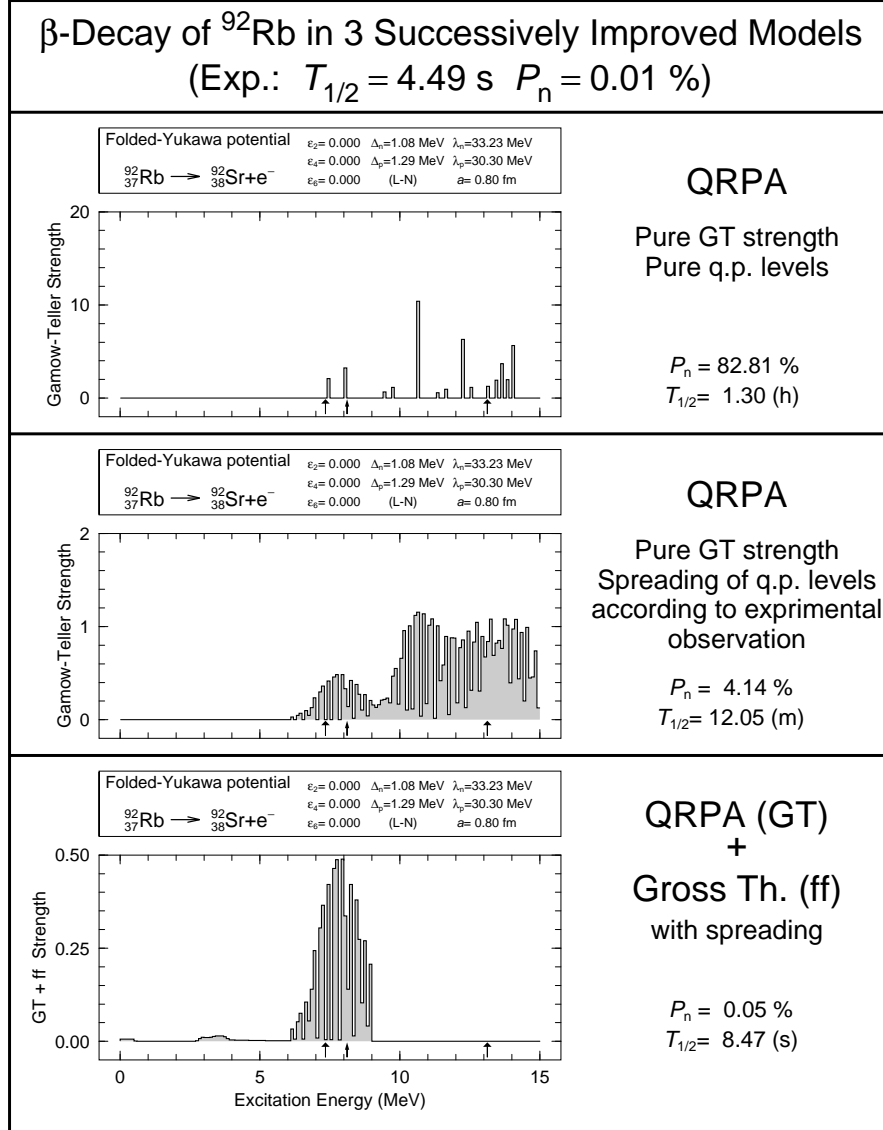 β-Decay of ⁹²Rb in 3 Successively Improved Models
(Exp.: T₁/₂ = 4.49 s Pₙ = 0.01 %)
Folded-Yukawa potential
ε₂= 0.000 Δₙ=1.08 MeV λₙ=33.23 MeV
ε₄= 0.000 Δₚ=1.29 MeV λₚ=30.30 MeV
⁹²₃₇Rb → ⁹²₃₈Sr+e⁻
ε₆= 0.000 (L-N) a= 0.80 fm
Gamow-Teller Strength
20
10
0
QRPA
Pure GT strength
Pure q.p. levels
Pₙ = 82.81 %
T₁/₂= 1.30 (h)
Folded-Yukawa potential
ε₂= 0.000 Δₙ=1.08 MeV λₙ=33.23 MeV
ε₄= 0.000 Δₚ=1.29 MeV λₚ=30.30 MeV
⁹²₃₇Rb → ⁹²₃₈Sr+e⁻
ε₆= 0.000 (L-N) a= 0.80 fm
Gamow-Teller Strength
2
1
0
QRPA
Pure GT strength
Spreading of q.p. levels
according to exprimental
observation
Pₙ = 4.14 %
T₁/₂= 12.05 (m)
Folded-Yukawa potential
ε₂= 0.000 Δₙ=1.08 MeV λₙ=33.23 MeV
ε₄= 0.000 Δₚ=1.29 MeV λₚ=30.30 MeV
⁹²₃₇Rb → ⁹²₃₈Sr+e⁻
ε₆= 0.000 (L-N) a= 0.80 fm
GT + ff Strength
0.50
0.25
0.00
0 5 10 15
Excitation Energy (MeV)
QRPA (GT)
+
Gross Th. (ff)
with spreading
Pₙ = 0.05 %
T₁/₂= 8.47 (s)